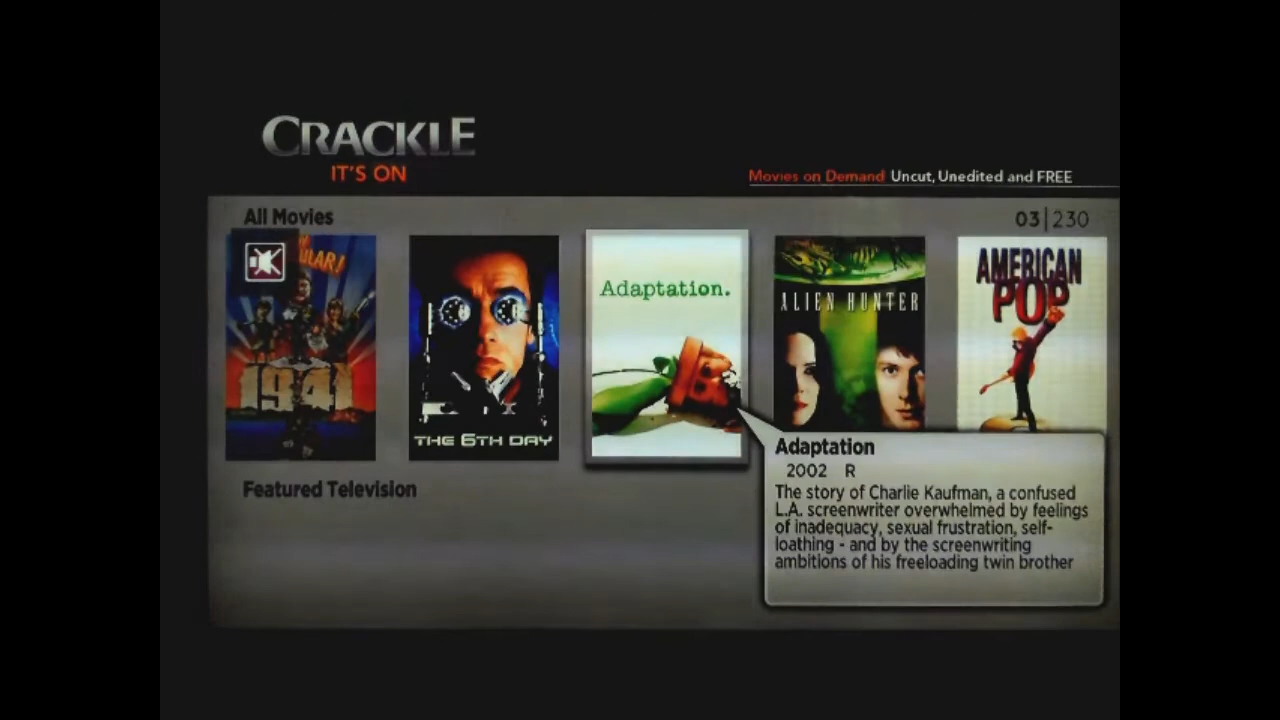 CRACKLE
IT'S ON
Movies on Demand Uncut, Unedited and FREE
All Movies
03|230
ULAR!
1941
THE 6TH DAY
Adaptation.
ALIEN HUNTER
AMERICAN
POP
Adaptation
2002 R
The story of Charlie Kaufman, a confused
L.A. screenwriter overwhelmed by feelings
of inadequacy, sexual frustration, self-
loathing - and by the screenwriting
ambitions of his freeloading twin brother
Featured Television